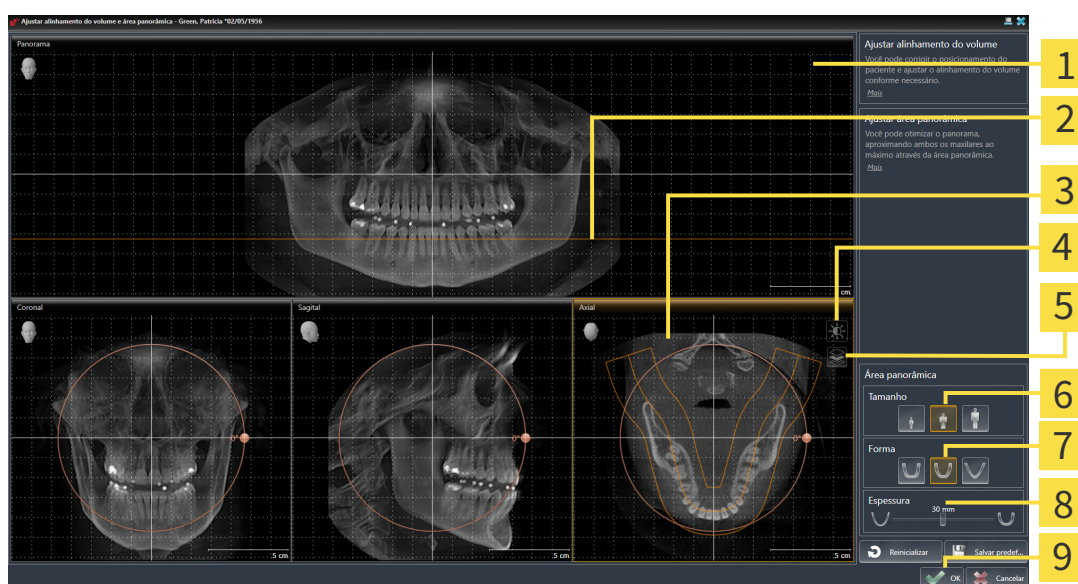 Ajustar alinhamento do volume e área panorâmica - Green, Patrícia *02/05/1956
Panorama
cm
Ajustar alinhamento do volume
Você pode corrigir o posicionamento do
paciente e ajustar o alinhamento do volume
conforme necessário.
Mais
Ajustar área panorâmica
Você pode otimizar o panorama,
aproximando ambos os maxilares ao
máximo através da área panorâmica.
Mais
1
2
3
4
5
6
7
8
9
Coronal
0°
5 cm
Sagital
0°
5 cm
Axial
0°
5 cm
Área panorâmica
Tamanho
Forma
Espessura
30 mm
Reinicializar
Salvar predef...
OK
Cancelar